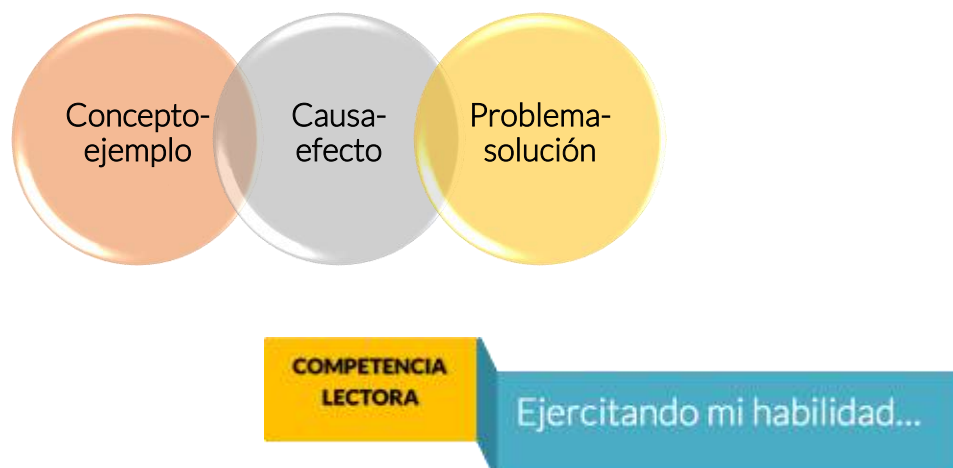 Concepto-
ejemplo
Causa-
efecto
Problema-
solución
COMPETENCIA
LECTORA
Ejercitando mi habilidad...